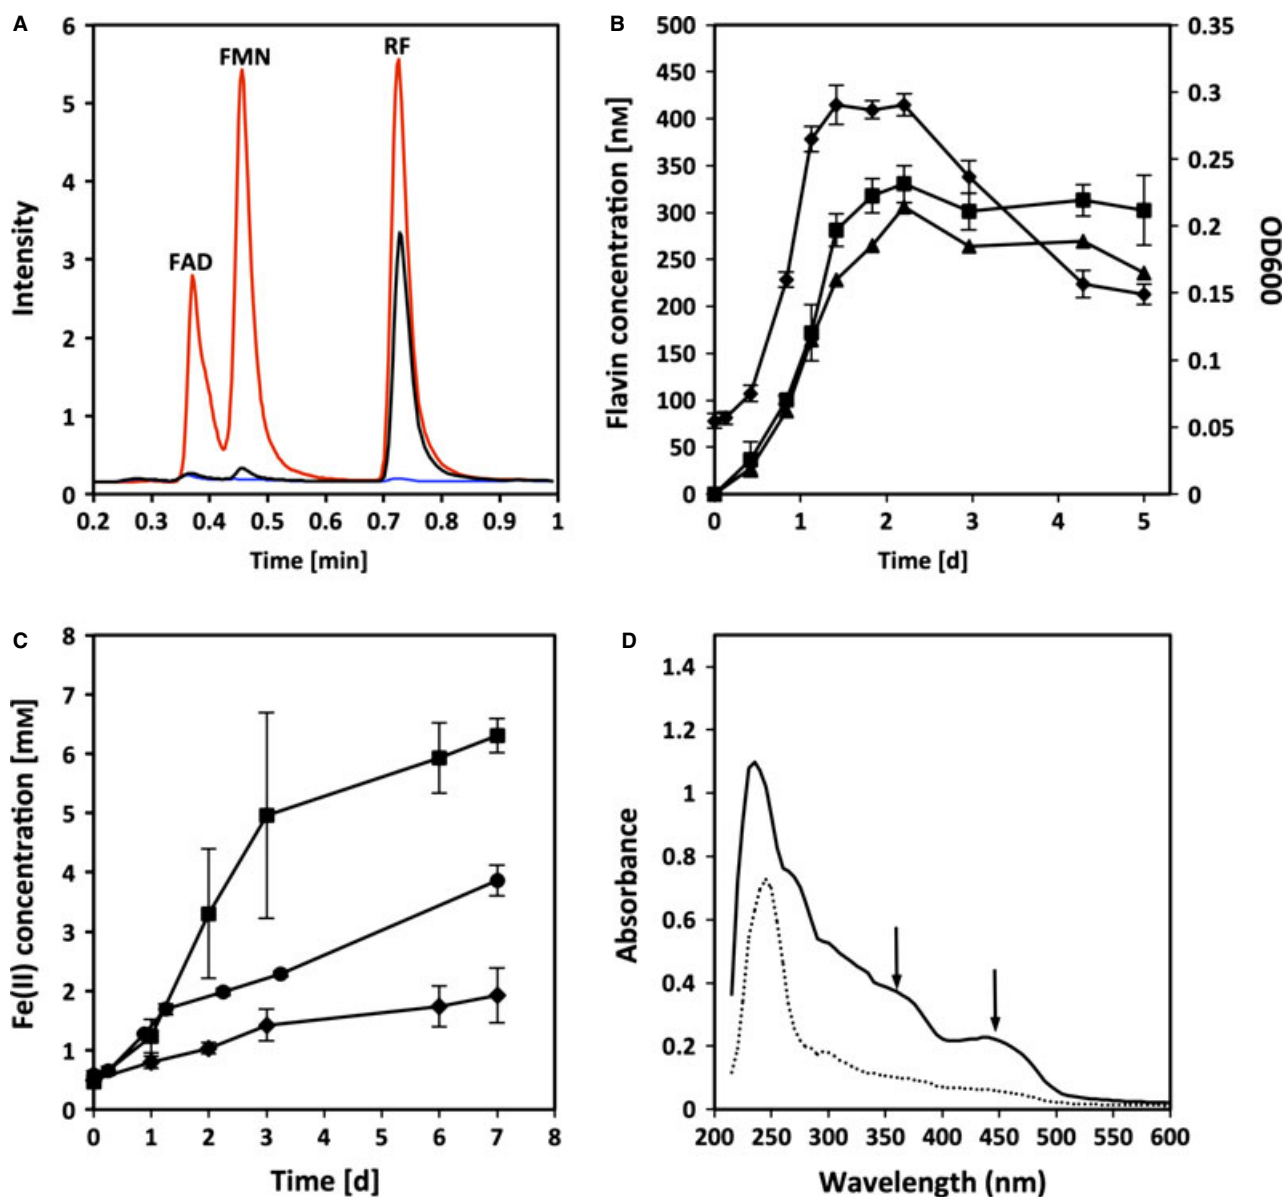 A
6
5
4
3
2
1
0
Intensity
FAD
FMN
RF
0.2 0.3 0.4 0.5 0.6 0.7 0.8 0.9 1
Time [min]
B
500
450
400
350
300
250
200
150
100
50
0
Flavin concentration [nM]
0.35
0.3
0.25
0.2
0.15
0.1
0.05
0
OD600
0 1 2 3 4 5
Time [d]
C
8
7
6
5
4
3
2
1
0
Fe(II) concentration [mM]
0 1 2 3 4 5 6 7 8
Time [d]
D
1.4
1.2
1
0.8
0.6
0.4
0.2
0
Absorbance
200 250 300 350 400 450 500 550 600
Wavelength (nm)